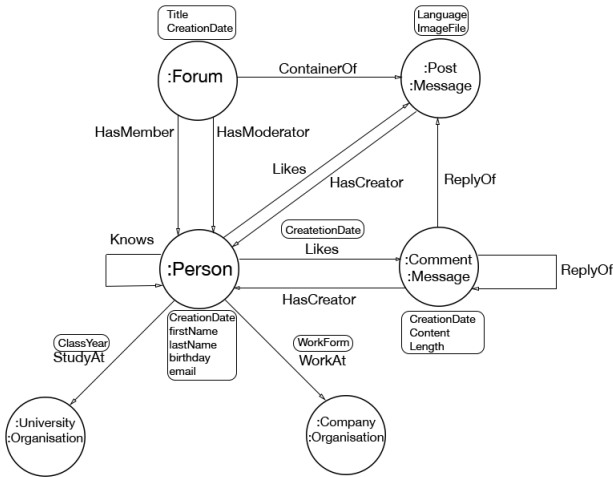 Title
CreationDate
Language
ImageFile
:Forum
ContainerOf
:Post
:Message
HasMember
HasModerator
Likes
HasCreator
ReplyOf
Knows
CreatetionDate
Likes
:Person
:Comment
:Message
ReplyOf
HasCreator
CreationDate
firstName
lastName
birthday
email
CreationDate
Content
Length
ClassYear
StudyAt
WorkForm
WorkAt
:University
:Organisation
:Company
:Organisation